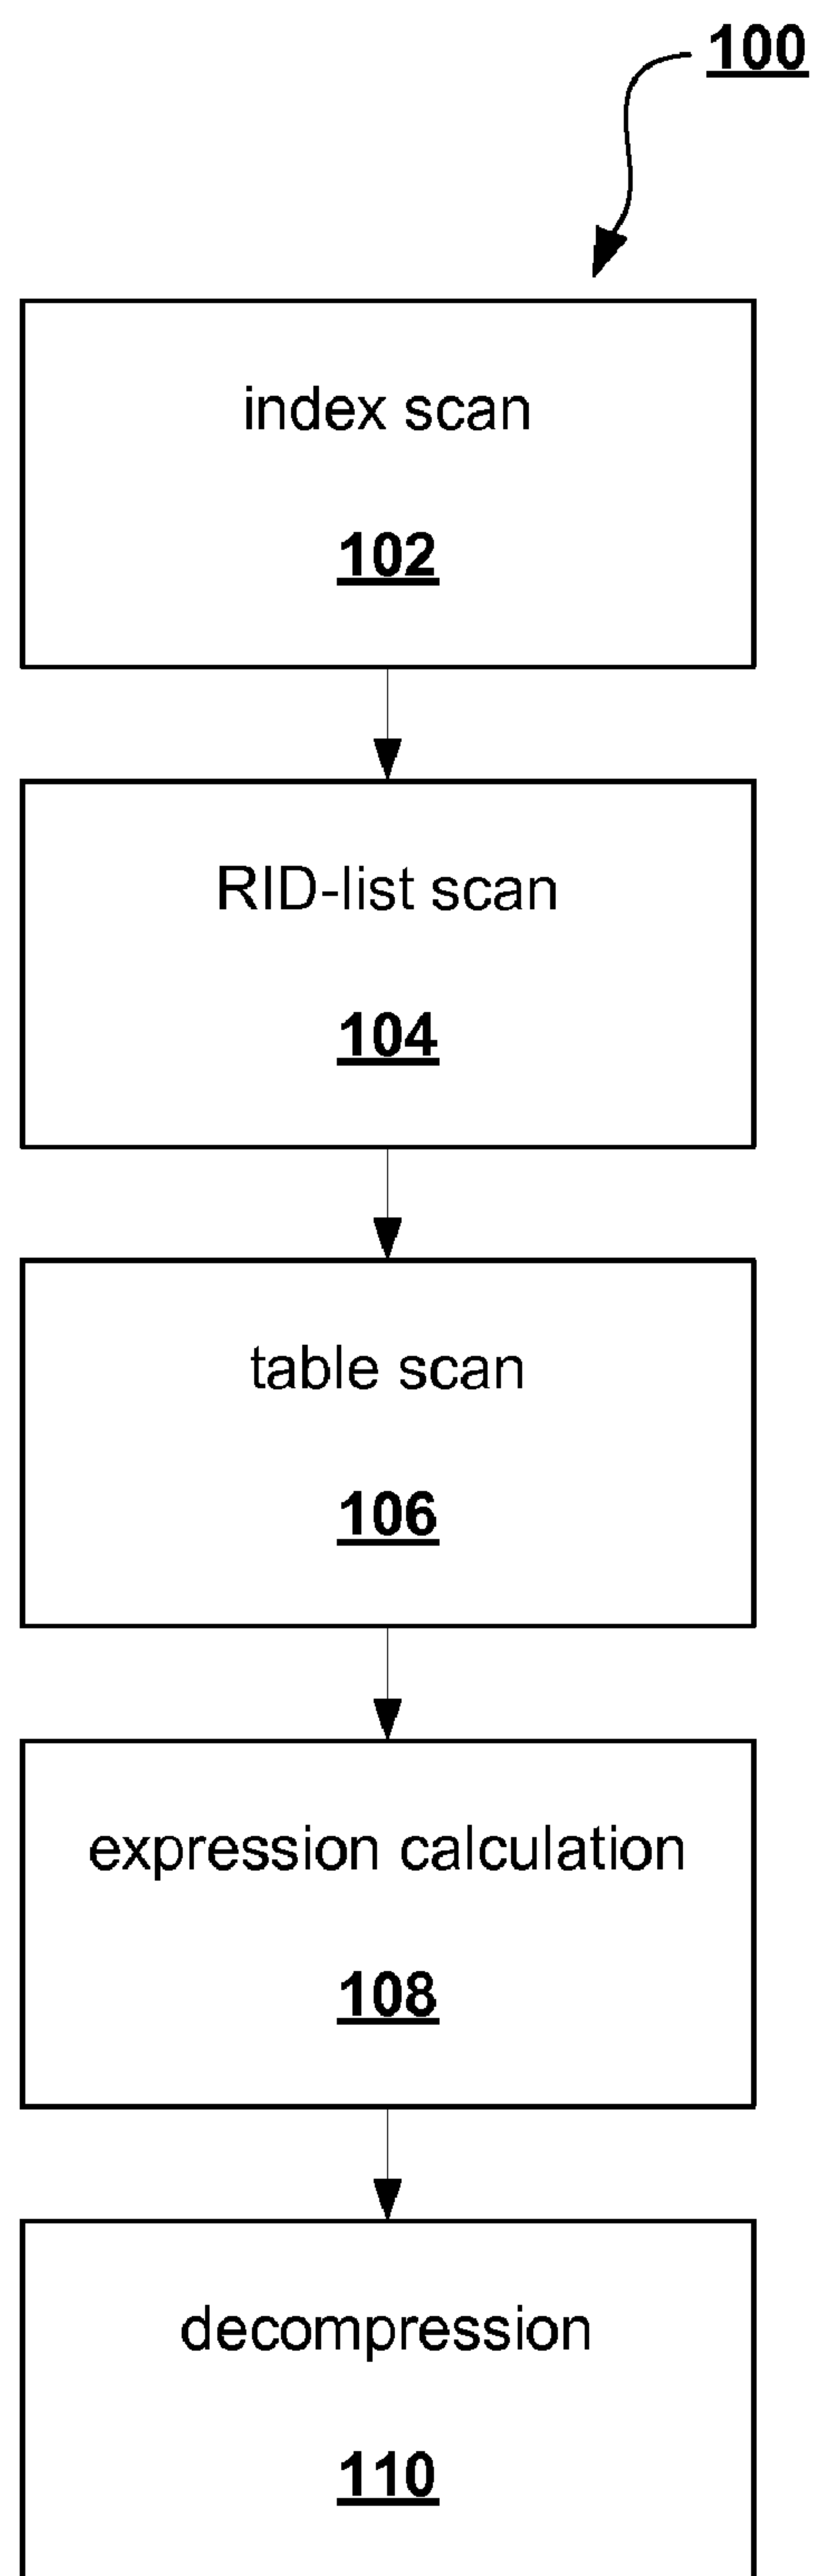 100
index scan
102
RID-list scan
104
table scan
106
expression calculation
108
decompression
110